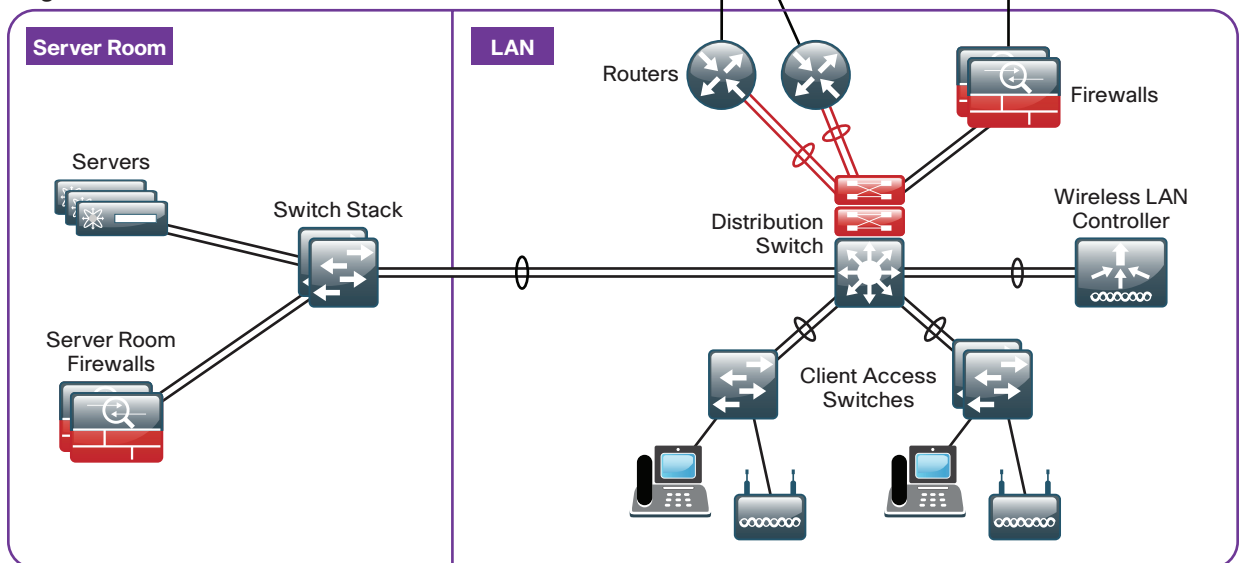 Server Room
LAN
Routers
Firewalls
Servers
Switch Stack
Distribution
Switch
Wireless LAN
Controller
Server Room
Firewalls
Client Access
Switches